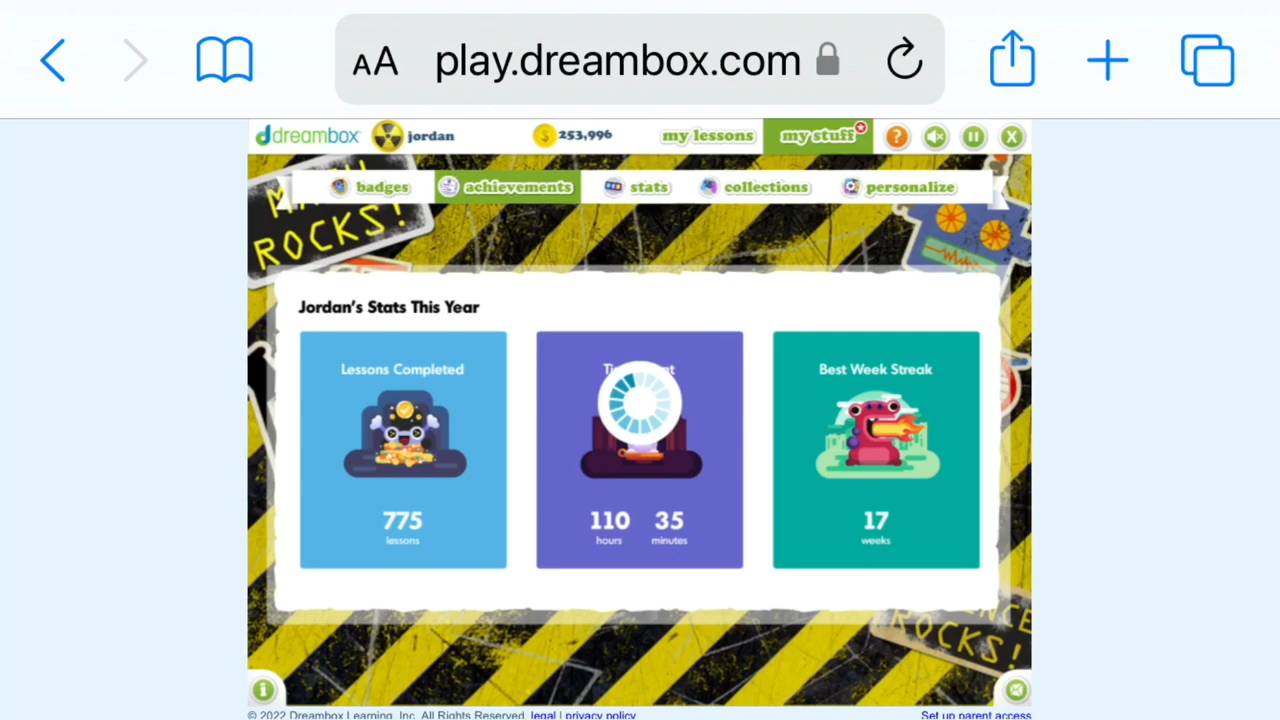 AA play.dreambox.com
dreambox jordan 253,996 my lessons my stuff ? X
badges achievements stats collections personalize
ROCKS!
Jordan's Stats This Year
Lessons Completed
Best Week Streak
775
lessons
110 35
hours minutes
17
weeks
ROCKS!
© 2022 Dreambox Learning, Inc. All Rights Reserved. legal | privacy policy
Set up parent access